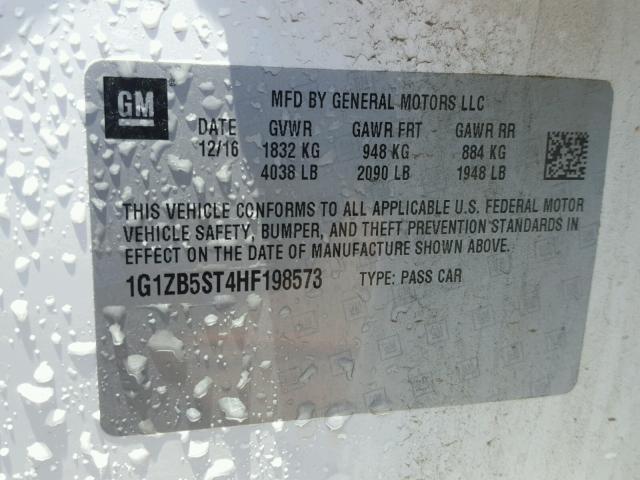 GM
MFD BY GENERAL MOTORS LLC
DATE GVWR GAWR FRT GAWR RR
12/16 1832 KG 948 KG 884 KG
4038 LB 2090 LB 1948 LB
THIS VEHICLE CONFORMS TO ALL APPLICABLE U.S. FEDERAL MOTOR
VEHICLE SAFETY, BUMPER, AND THEFT PREVENTION STANDARDS IN
EFFECT ON THE DATE OF MANUFACTURE SHOWN ABOVE.
1G1ZB5ST4HF198573 TYPE: PASS CAR